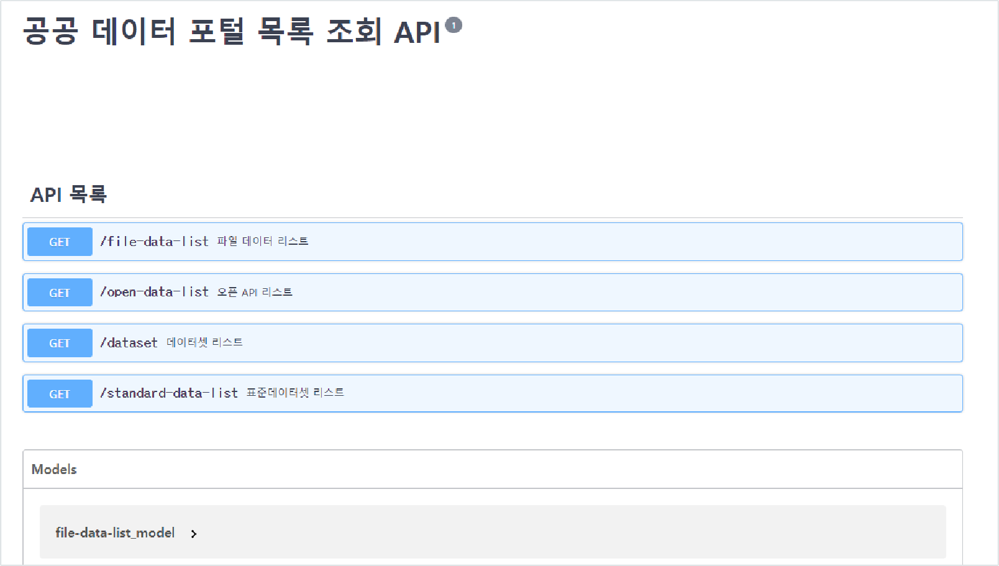 공공 데이터 포털 목록 조회 API 1
API 목록
GET /file-data-list 파일 데이터 리스트
GET /open-data-list 오픈 API 리스트
GET /dataset 데이터셋 리스트
GET /standard-data-list 표준데이터셋 리스트
Models
file-data-list_model